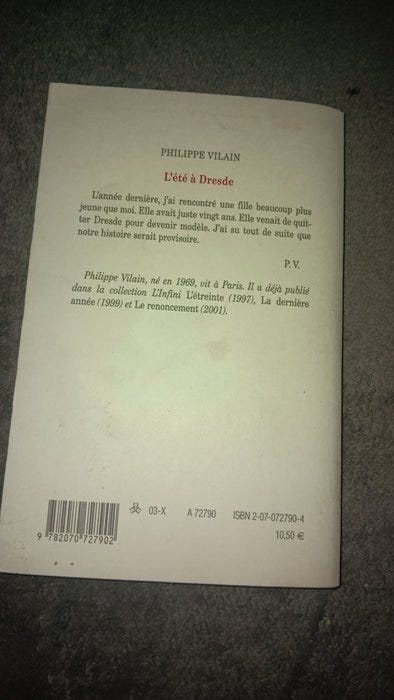 PHILIPPE VILAIN
L'été à Dresde
L'année dernière, j'ai rencontré une fille beaucoup plus
jeune que moi. Elle avait juste vingt ans. Elle venait de quit-
ter Dresde pour devenir modèle. J'ai su tout de suite que
notre histoire serait provisoire.
P. V.
Philippe Vilain, né en 1969, vit à Paris. Il a déjà publié
dans la collection L'Infini L'étreinte (1997), La dernière
année (1999) et Le renoncement (2001).
03-X A 72790 ISBN 2-07-072790-4
10,50 €
9 782070 727902